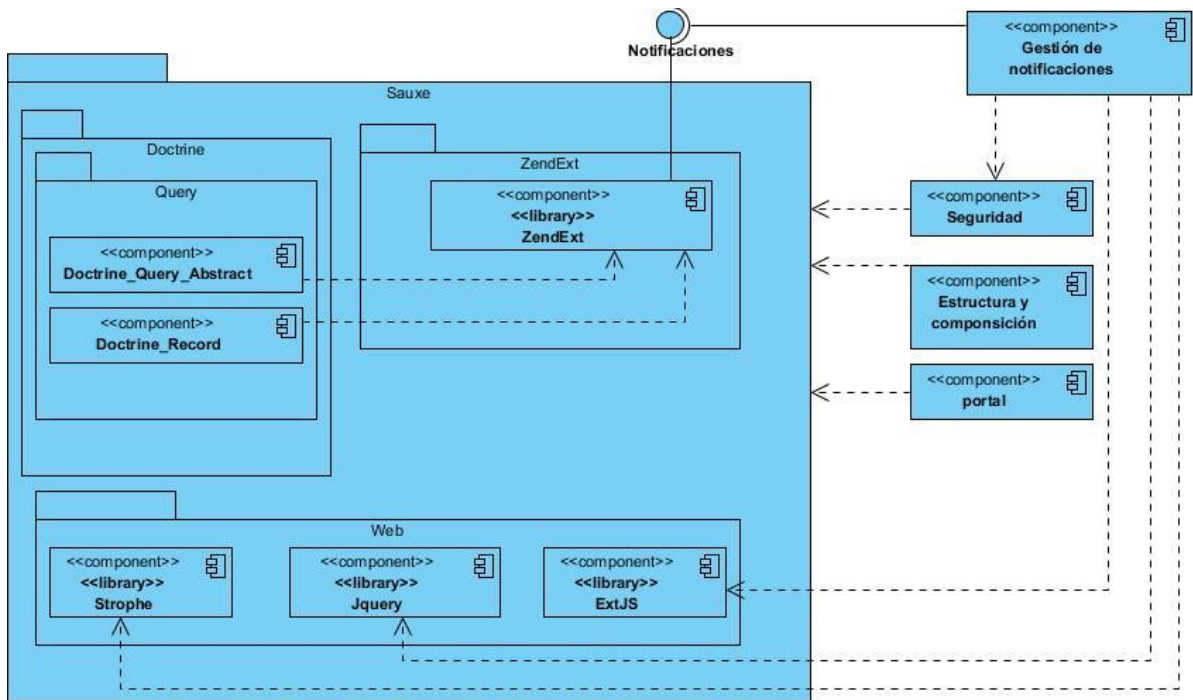 Notificaciones
<<component>>
Gestión de
notificaciones
Sauxe
Doctrine
Query
<<component>>
Doctrine_Query_Abstract
<<component>>
Doctrine_Record
ZendExt
<<component>>
<<library>>
ZendExt
<<component>>
Seguridad
<<component>>
Estructura y
componsición
<<component>>
portal
Web
<<component>>
<<library>>
Strophe
<<component>>
<<library>>
Jquery
<<component>>
<<library>>
ExtJS